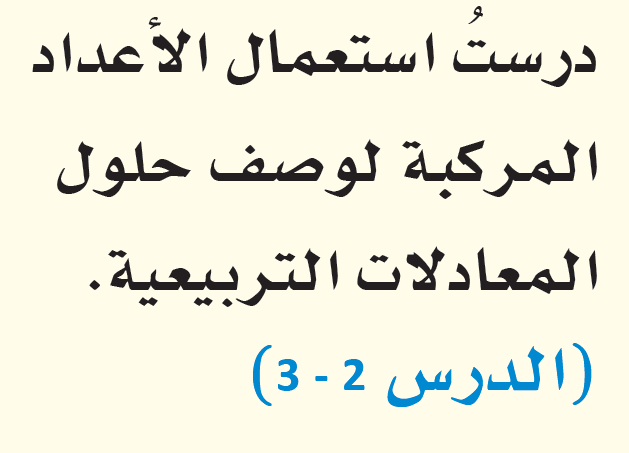 درستُ استعمال الأعداد
المركبة لوصف حلول
المعادلات التربيعية.
(الدرس 2 - 3)